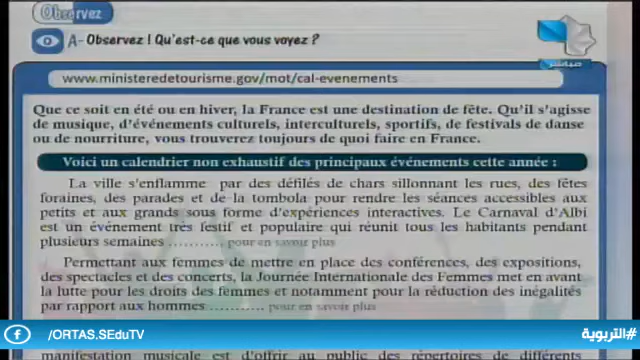 Observez
A- Observez ! Qu'est-ce que vous voyez ?
مباشر
www.ministeredetourisme.gov/mot/cal-evenements
Que ce soit en été ou en hiver, la France est une destination de fête. Qu'il s'agisse
de musique, d'événements culturels, interculturels, sportifs, de festivals de danse
ou de nourriture, vous trouverez toujours de quoi faire en France.
Voici un calendrier non exhaustif des principaux événements cette année :
La ville s'enflamme par des défilés de chars sillonnant les rues, des fêtes
foraines, des parades et de la tombola pour rendre les séances accessibles aux
petits et aux grands sous forme d'expériences interactives. Le Carnaval d'Albi
est un événement très festif et populaire qui réunit tous les habitants pendant
plusieurs semaines ........... pour en savoir plus
Permettant aux femmes de mettre en place des conférences, des expositions,
des spectacles et des concerts, la Journée Internationale des Femmes met en avant
la lutte pour les droits des femmes et notamment pour la réduction des inégalités
par rapport aux hommes ........... pour en savoir plus
/ORTAS.SEduTV
#التربوية
manifestation musicale est d'offrir au public des répertoires de différents